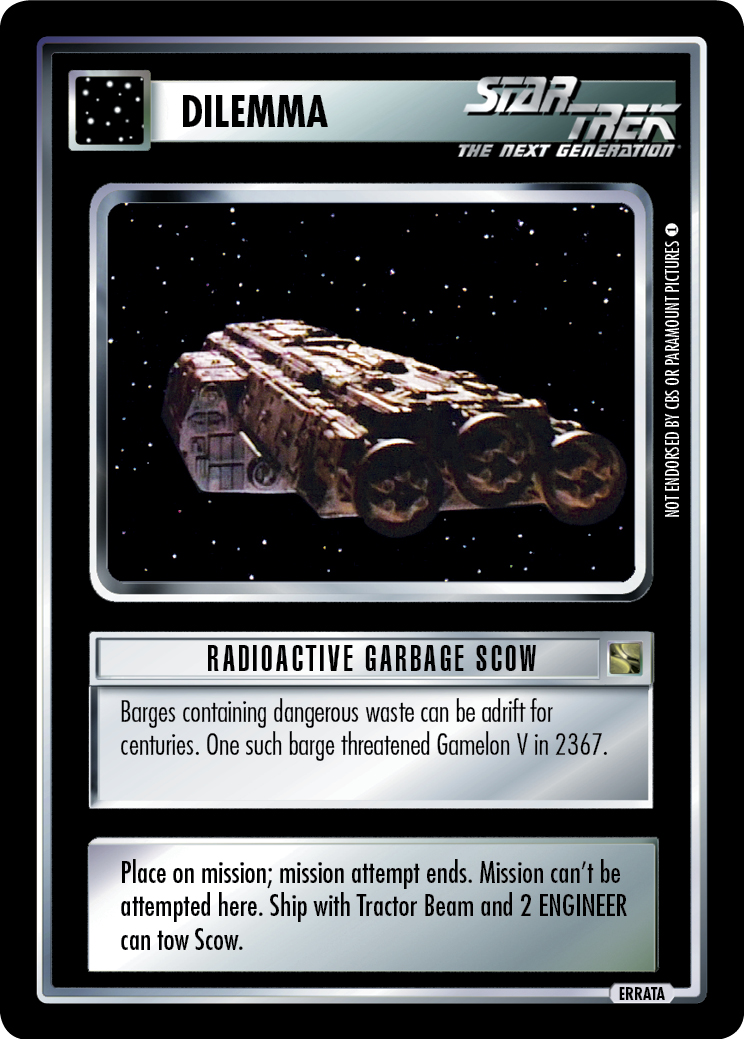 DILEMMA
STAR TREK
THE NEXT GENERATION
NOT ENDORSED BY CBS OR PARAMOUNT PICTURES 1
RADIOACTIVE GARBAGE SCOW
Barges containing dangerous waste can be adrift for
centuries. One such barge threatened Gamelon V in 2367.
Place on mission; mission attempt ends. Mission can't be
attempted here. Ship with Tractor Beam and 2 ENGINEER
can tow Scow.
ERRATA